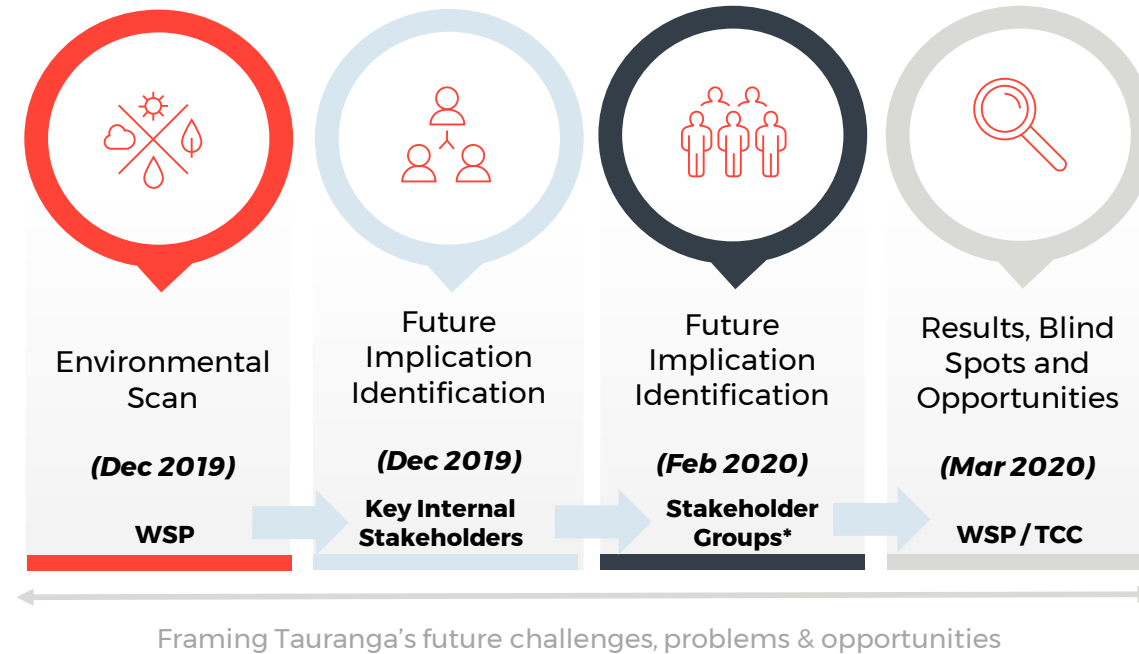 Environmental
Scan
(Dec 2019)
WSP
Future
Implication
Identification
(Dec 2019)
Key Internal
Stakeholders
Future
Implication
Identification
(Feb 2020)
Stakeholder
Groups*
Results, Blind
Spots and
Opportunities
(Mar 2020)
WSP / TCC
Framing Tauranga's future challenges, problems & opportunities